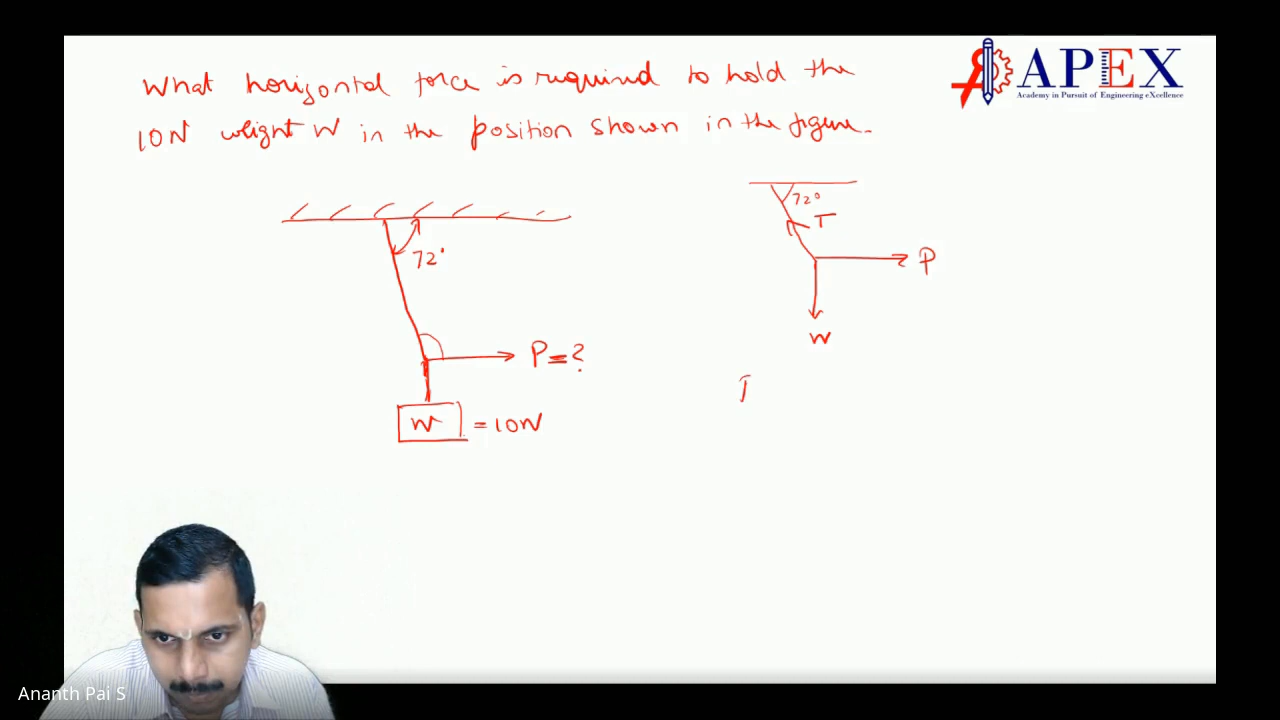 What horizontal force is required to hold the
10N weight W in the position shown in the figure.
APEX
Academy in Pursuit of Engineering eXcellence
72°
P = ?
W = 10N
72°
T
P
W
Ananth Pai S